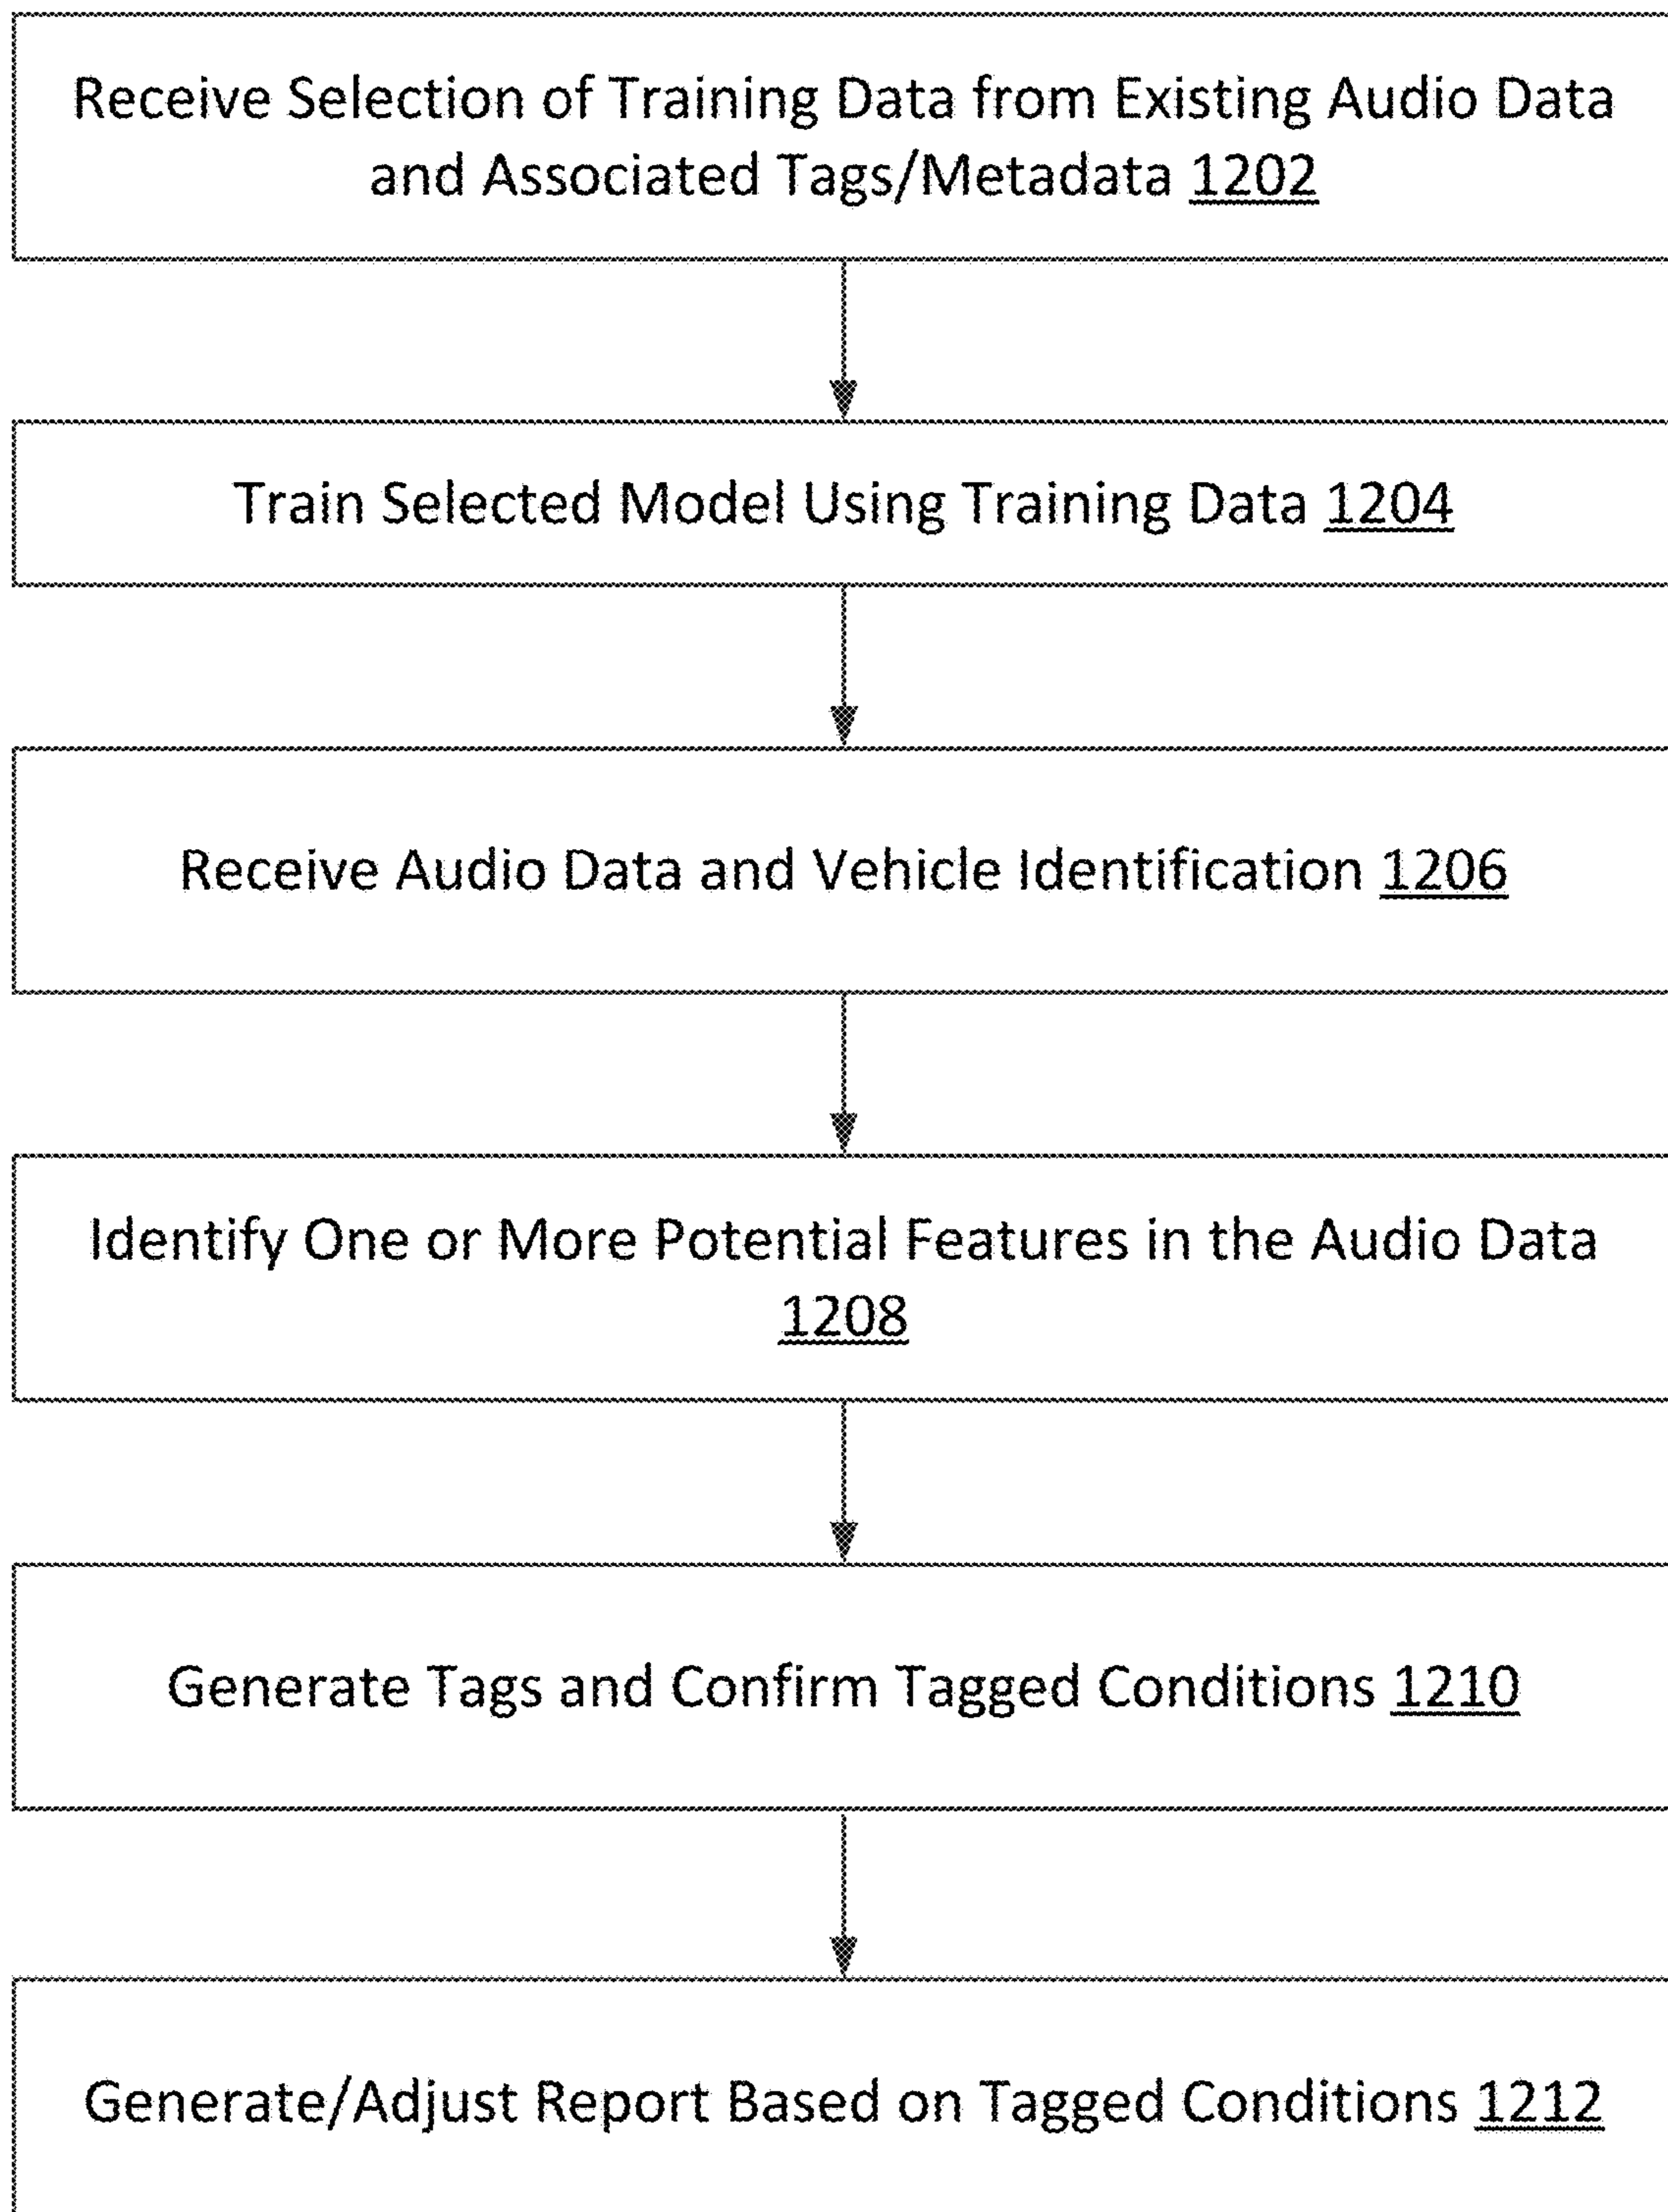 Receive Selection of Training Data from Existing Audio Data
and Associated Tags/Metadata 1202
Train Selected Model Using Training Data 1204
Receive Audio Data and Vehicle Identification 1206
Identify One or More Potential Features in the Audio Data
1208
Generate Tags and Confirm Tagged Conditions 1210
Generate/Adjust Report Based on Tagged Conditions 1212